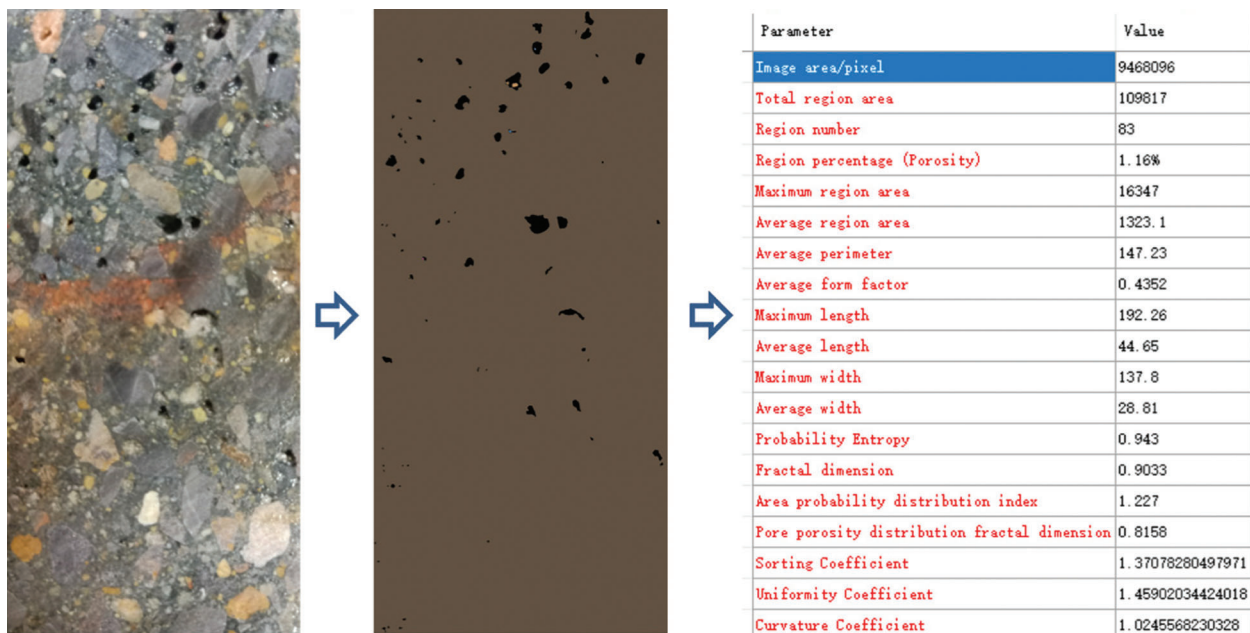 Parameter Value
Image area/pixel 9468096
Total region area 109817
Region number 83
Region percentage (Porosity) 1.16%
Maximum region area 16347
Average region area 1323.1
Average perimeter 147.23
Average form factor 0.4352
Maximum length 192.26
Average length 44.65
Maximum width 137.8
Average width 28.81
Probability Entropy 0.943
Fractal dimension 0.9033
Area probability distribution index 1.227
Pore porosity distribution fractal dimension 0.8158
Sorting Coefficient 1.37078280497971
Uniformity Coefficient 1.45902034424018
Curvature Coefficient 1.0245568230328